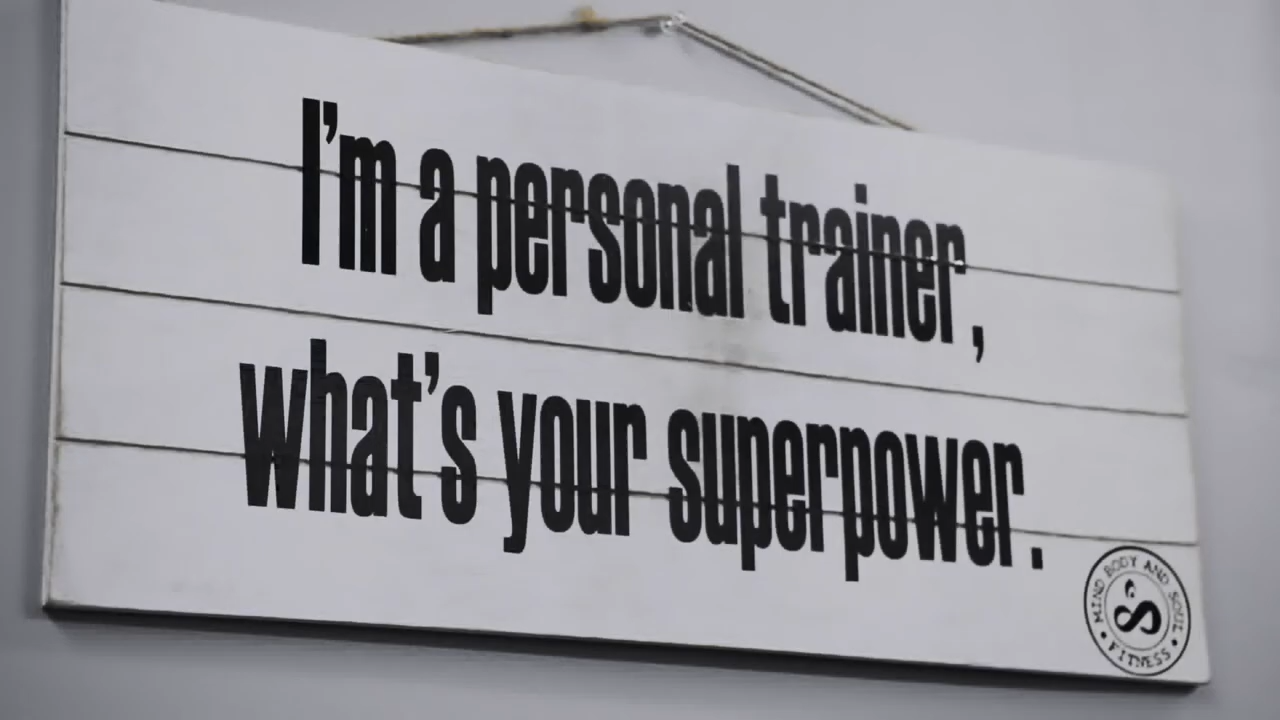 I'm a personal trainer,
what's your superpower.
MIND BODY AND SOUL
FITNESS